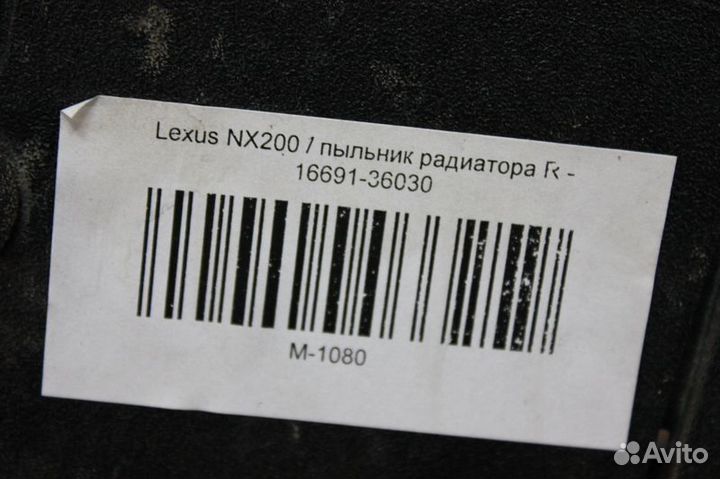 Lexus NX200 / пыльник радиатора R -
16691-36030
M-1080
Avito